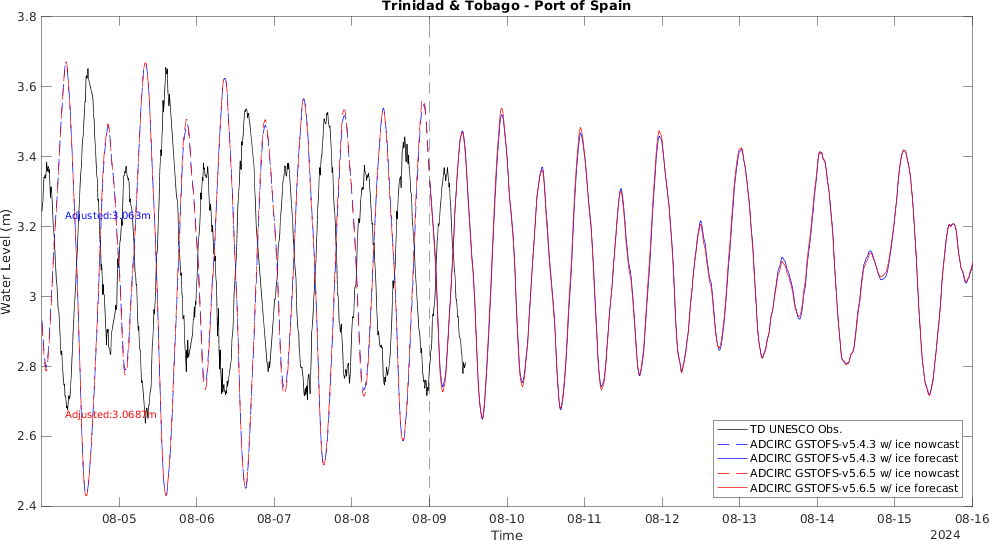 Trinidad & Tobago - Port of Spain
3.8
3.6
3.4
3.2
3
2.8
2.6
2.4
Water Level (m)
Adjusted:3.063m
Adjusted:3.0687m
TD UNESCO Obs.
ADCIRC GSTOFS-v5.4.3 w/ ice nowcast
ADCIRC GSTOFS-v5.4.3 w/ ice forecast
ADCIRC GSTOFS-v5.6.5 w/ ice nowcast
ADCIRC GSTOFS-v5.6.5 w/ ice forecast
08-05 08-06 08-07 08-08 08-09 08-10 08-11 08-12 08-13 08-14 08-15 08-16
Time
2024